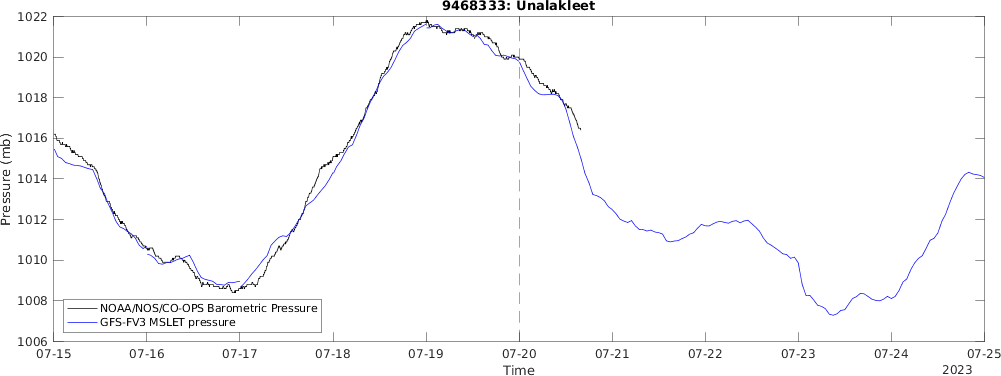 9468333: Unalakleet
1022
1020
1018
1016
1014
1012
1010
1008
1006
Pressure (mb)
NOAA/NOS/CO-OPS Barometric Pressure
GFS-FV3 MSLET pressure
07-15 07-16 07-17 07-18 07-19 07-20 07-21 07-22 07-23 07-24 07-25
Time
2023